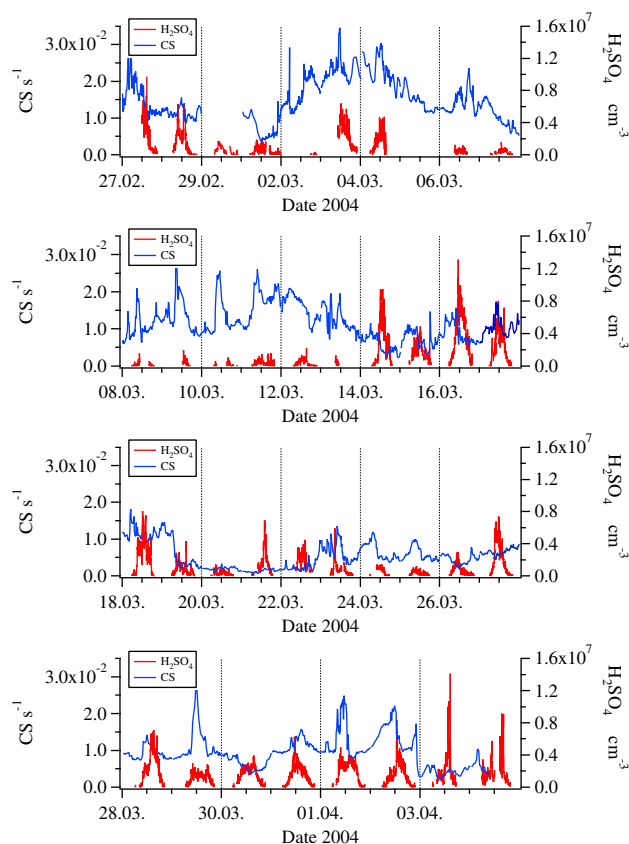 H₂SO₄
CS
3.0x10⁻²
2.0
1.0
0.0
CS s⁻¹
1.6x10⁷
1.2
0.8
0.4
0.0
H₂SO₄ cm⁻³
27.02. 29.02. 02.03. 04.03. 06.03.
Date 2004
H₂SO₄
CS
3.0x10⁻²
2.0
1.0
0.0
CS s⁻¹
1.6x10⁷
1.2
0.8
0.4
0.0
H₂SO₄ cm⁻³
08.03. 10.03. 12.03. 14.03. 16.03.
Date 2004
H₂SO₄
CS
3.0x10⁻²
2.0
1.0
0.0
CS s⁻¹
1.6x10⁷
1.2
0.8
0.4
0.0
H₂SO₄ cm⁻³
18.03. 20.03. 22.03. 24.03. 26.03.
Date 2004
H₂SO₄
CS
3.0x10⁻²
2.0
1.0
0.0
CS s⁻¹
1.6x10⁷
1.2
0.8
0.4
0.0
H₂SO₄ cm⁻³
28.03. 30.03. 01.04. 03.04.
Date 2004